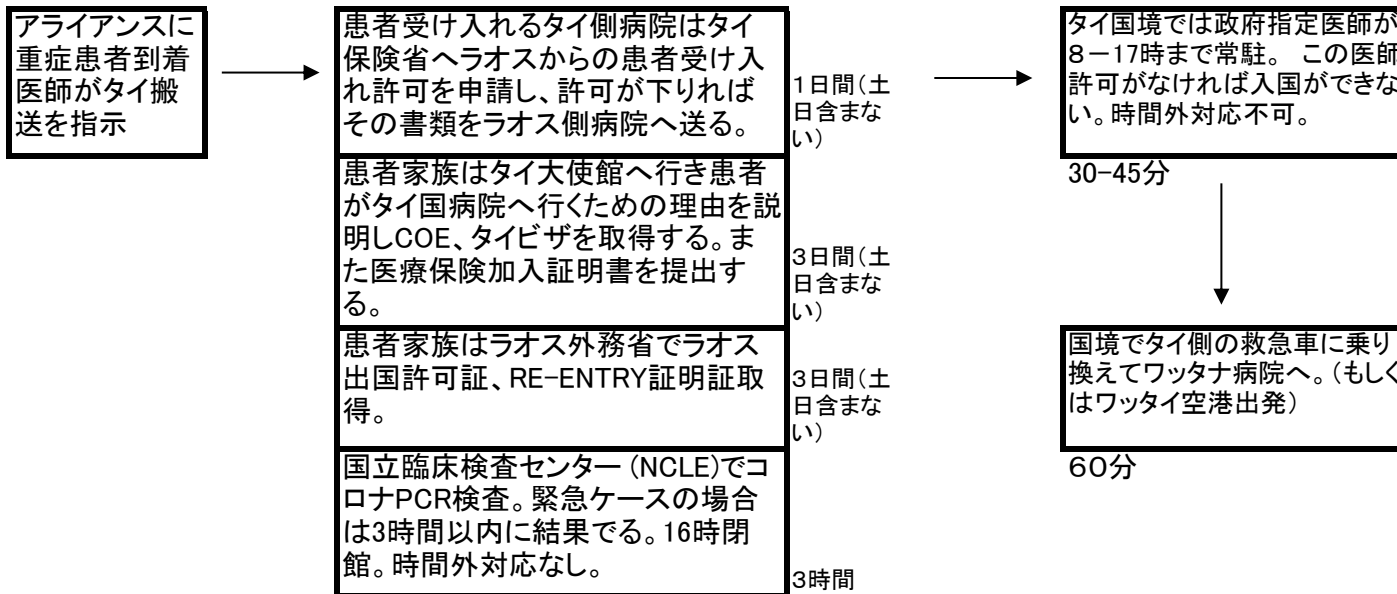 アライアンスに
重症患者到着
医師がタイ搬
送を指示
患者受け入れるタイ側病院はタイ
保険省へラオスからの患者受け入
れ許可を申請し、許可が下りれば
その書類をラオス側病院へ送る。
1日間(土
日含まな
い)
患者家族はタイ大使館へ行き患者
がタイ国病院へ行くための理由を説
明しCOE、タイビザを取得する。ま
た医療保険加入証明書を提出す
る。
3日間(土
日含まな
い)
患者家族はラオス外務省でラオス
出国許可証、RE-ENTRY証明証取
得。
3日間(土
日含まな
い)
国立臨床検査センター (NCLE)でコ
ロナPCR検査。緊急ケースの場合
は3時間以内に結果でる。16時閉
館。時間外対応なし。
3時間
タイ国境では政府指定医師が
8-17時まで常駐。 この医師
許可がなければ入国ができな
い。時間外対応不可。
30-45分
国境でタイ側の救急車に乗り
換えてワッタナ病院へ。(もしく
はワッタイ空港出発)
60分